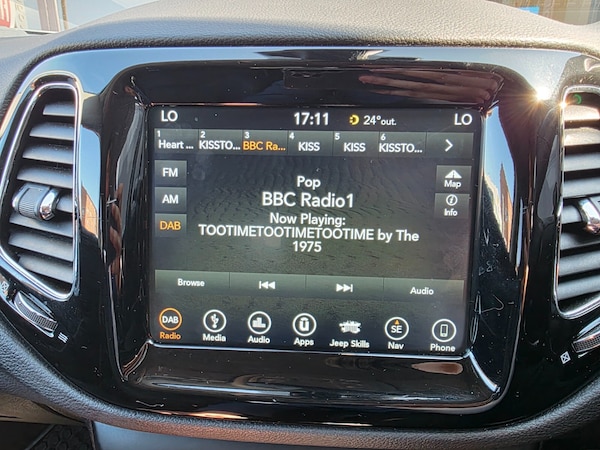 LO 17:11 24°out. LO
1 Heart ... 2 KISSTO... 3 BBC Ra... 4 KISS 5 KISS 6 KISSTO...
FM
AM
DAB
Pop
BBC Radio1
Now Playing:
TOOTIMETOOTIMETOOTIME by The
1975
Map
i
Info
Browse Audio
DAB SE
Radio Media Audio Apps Jeep Skills Nav Phone